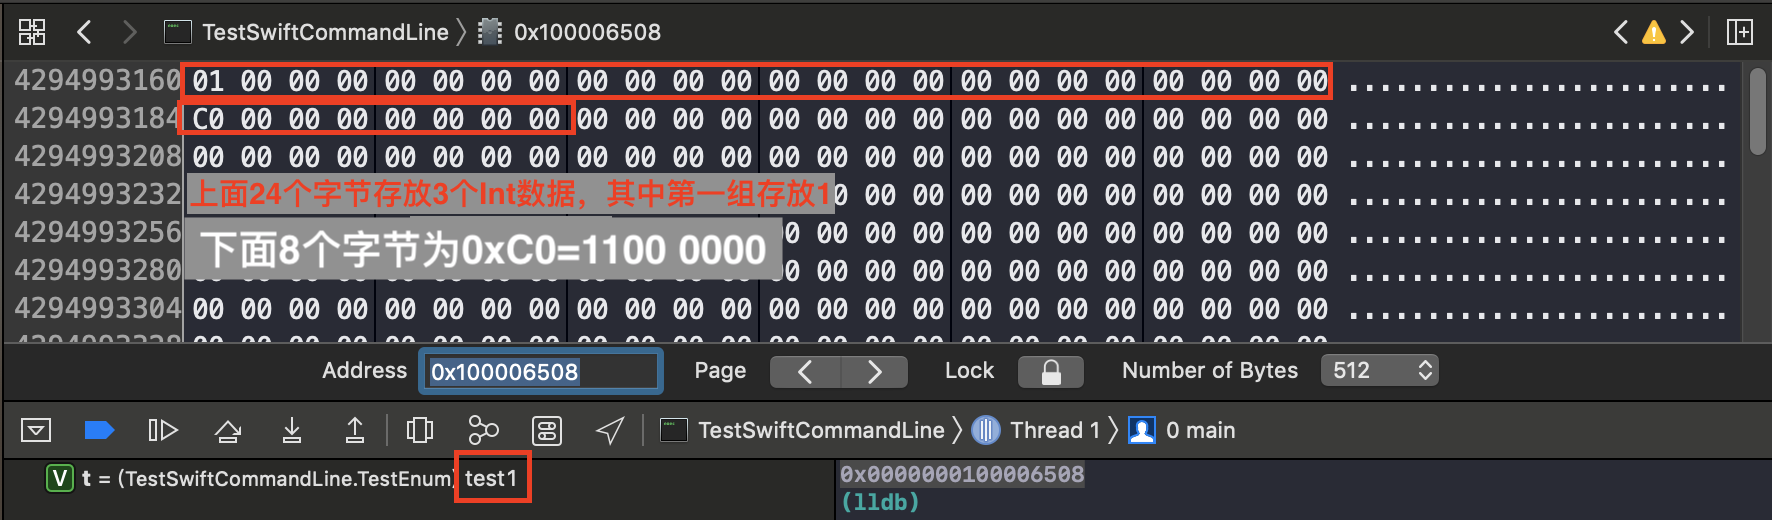 TestSwiftCommandLine 0x100006508
4294993160 01 00 00 00 00 00 00 00 00 00 00 00 00 00 00 00 00 00 00 00 00 00 00 00 ........................
4294993184 C0 00 00 00 00 00 00 00 00 00 00 00 00 00 00 00 00 00 00 00 00 00 00 00 ........................
4294993208 00 00 00 00 00 00 00 00 00 00 00 00 00 00 00 00 00 00 00 00 00 00 00 00 ........................
4294993232 00 00 00 00 00 00 00 00 00 00 00 ........................
上面24个字节存放3个Int数据，其中第一组存放1
4294993256 00 00 00 00 00 00 00 00 00 00 00 ........................
下面8个字节为0xC0=1100 0000
4294993280 00 00 00 00 00 00 00 00 00 00 00 00 00 00 00 00 00 00 00 00 00 00 00 00 ........................
4294993304 00 00 00 00 00 00 00 00 00 00 00 00 00 00 00 00 00 00 00 00 00 00 00 00 ........................
Address 0x100006508 Page Lock Number of Bytes 512
TestSwiftCommandLine Thread 1 0 main
V t = (TestSwiftCommandLine.TestEnum) test1
0x0000000100006508
(lldb)